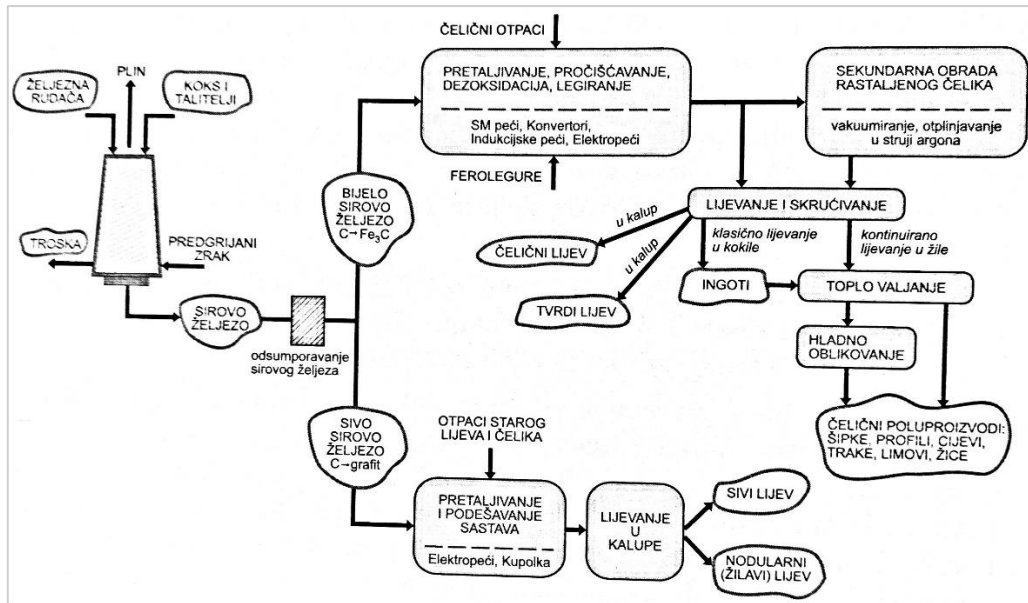 ČELIČNI OTPACI
PLIN
ŽELJEZNA
RUDAČA
KOKS I
TALITELJI
PRETALJIVANJE, PROČIŠĆAVANJE,
DEZOKSIDACIJA, LEGIRANJE
SM peći, Konvertori,
Indukcijske peći, Elektropeći
SEKUNDARNA OBRADA
RASTALJENOG ČELIKA
vakuumiranje, otplinjavanje
u struji argona
FEROLEGURE
BIJELO
SIROVO
ŽELJEZO
C→Fe₃C
LIJEVANJE I SKRUĆIVANJE
u kalup
u kalup
klasično lijevanje
u kokile
kontinuirano
lijevanje u žile
TROSKA
PREDGRIJANI
ZRAK
ČELIČNI LIJEV
INGOTI
TOPLO VALJANJE
TVRDI LIJEV
SIROVO
ŽELJEZO
odsumporavanje
sirovog željeza
HLADNO
OBLIKOVANJE
SIVO
SIROVO
ŽELJEZO
C→grafit
OTPACI STAROG
LIJEVA I ČELIKA
ČELIČNI POLUPROIZVODI:
ŠIPKE, PROFILI, CIJEVI,
TRAKE, LIMOVI, ŽICE
PRETALJIVANJE
I PODEŠAVANJE
SASTAVA
Elektropeći, Kupolka
LIJEVANJE
U
KALUPE
SIVI LIJEV
NODULARNI
(ŽILAVI) LIJEV